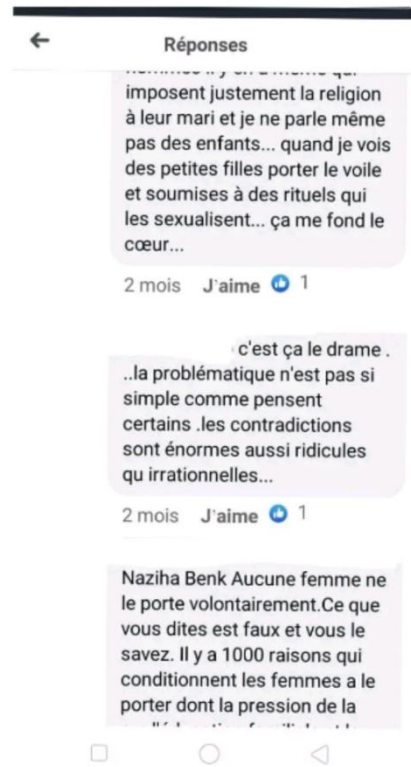 Réponses
imposent justement la religion
à leur mari et je ne parle même
pas des enfants... quand je vois
des petites filles porter le voile
et soumises à des rituels qui
les sexualisent... ça me fond le
cœur...
2 mois J'aime 1
c'est ça le drame .
..la problématique n'est pas si
simple comme pensent
certains .les contradictions
sont énormes aussi ridicules
qu irrationnelles...
2 mois J'aime 1
Naziha Benk Aucune femme ne
le porte volontairement.Ce que
vous dites est faux et vous le
savez. Il y a 1000 raisons qui
conditionnent les femmes a le
porter dont la pression de la